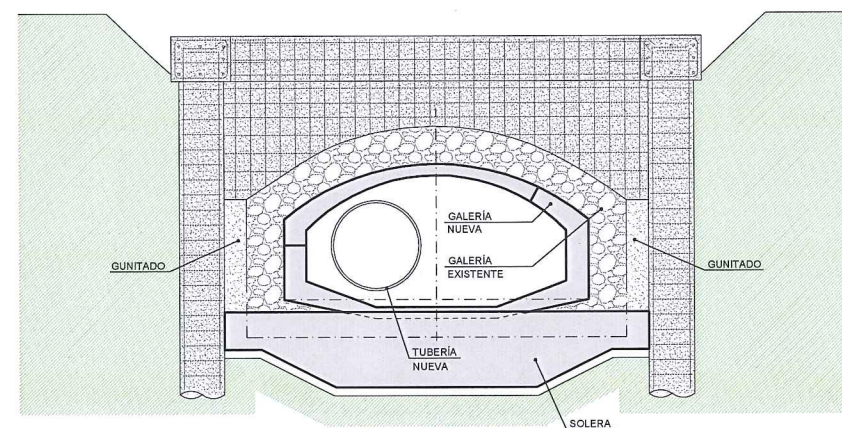 GALERÍA
NUEVA
GALERÍA
EXISTENTE
GUNITADO
GUNITADO
TUBERÍA
NUEVA
SOLERA